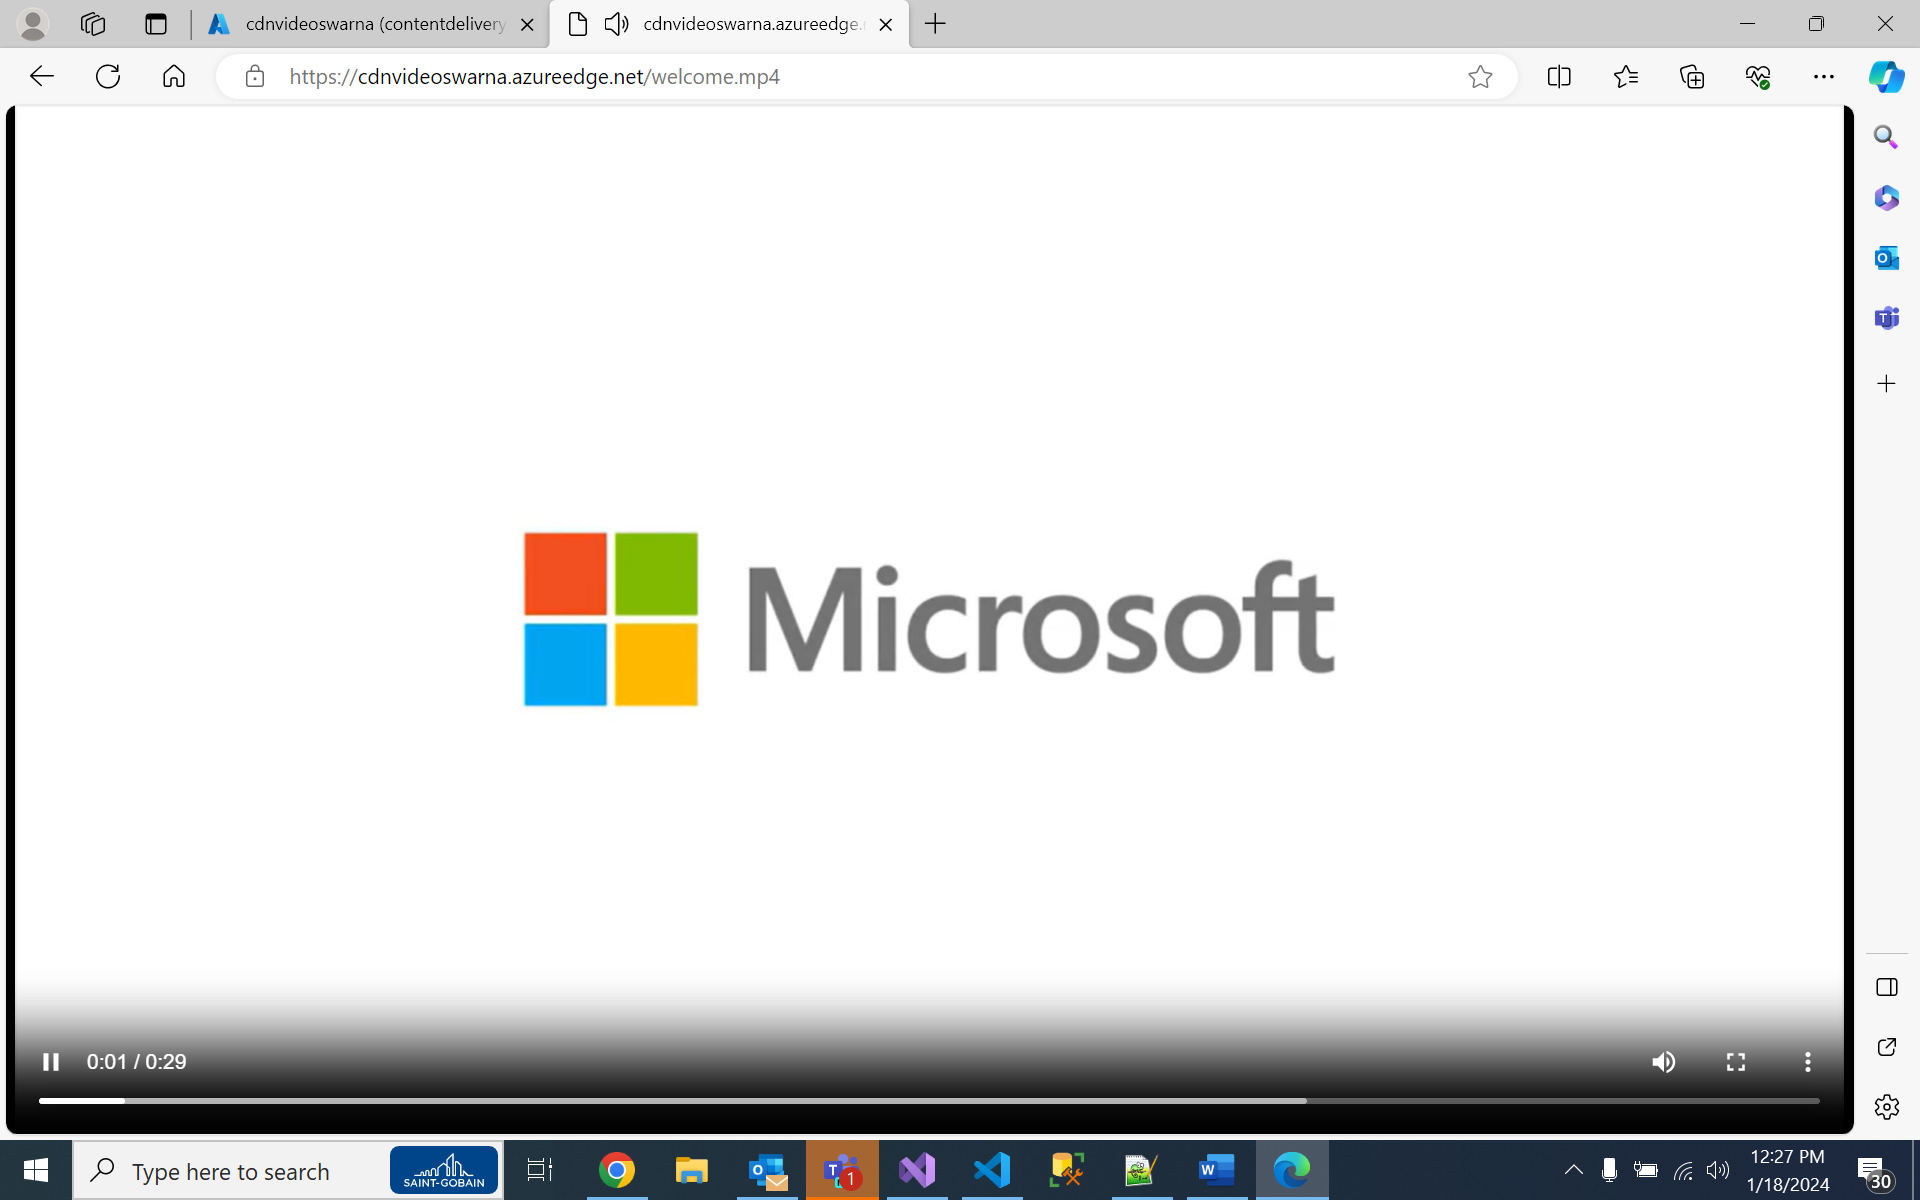 cdnvideoswarna (contentdelivery
cdnvideoswarna.azureedge.
https://cdnvideoswarna.azureedge.net/welcome.mp4
Microsoft
0:01 / 0:29
Type here to search
SAINT-GOBAIN
1
12:27 PM
1/18/2024
30